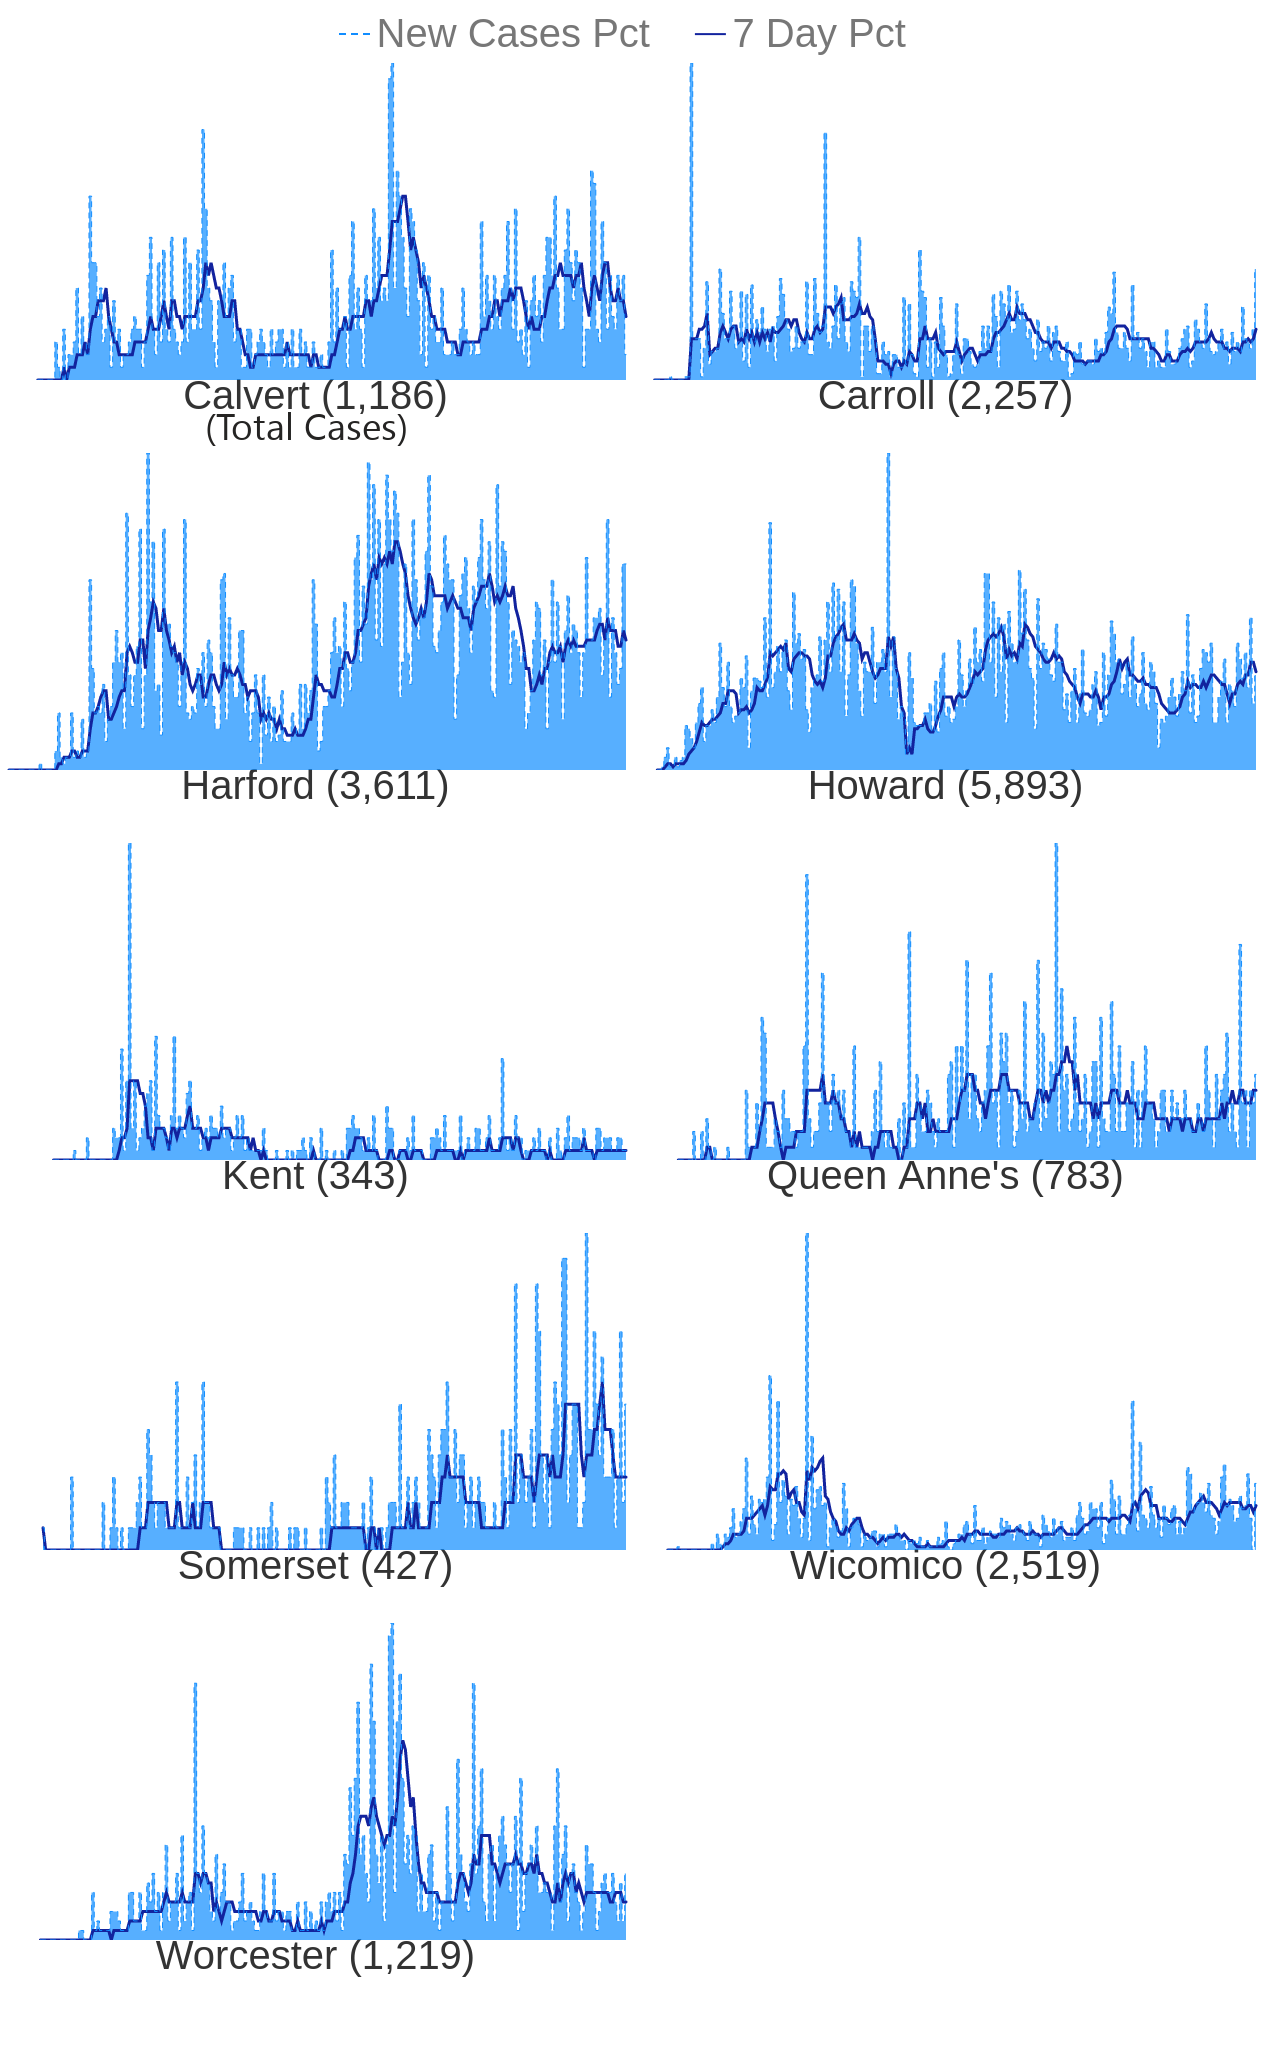 New Cases Pct 7 Day Pct
Calvert (1,186) Carroll (2,257)
(Total Cases)
Harford (3,611) Howard (5,893)
Kent (343) Queen Anne's (783)
Somerset (427) Wicomico (2,519)
Worcester (1,219)